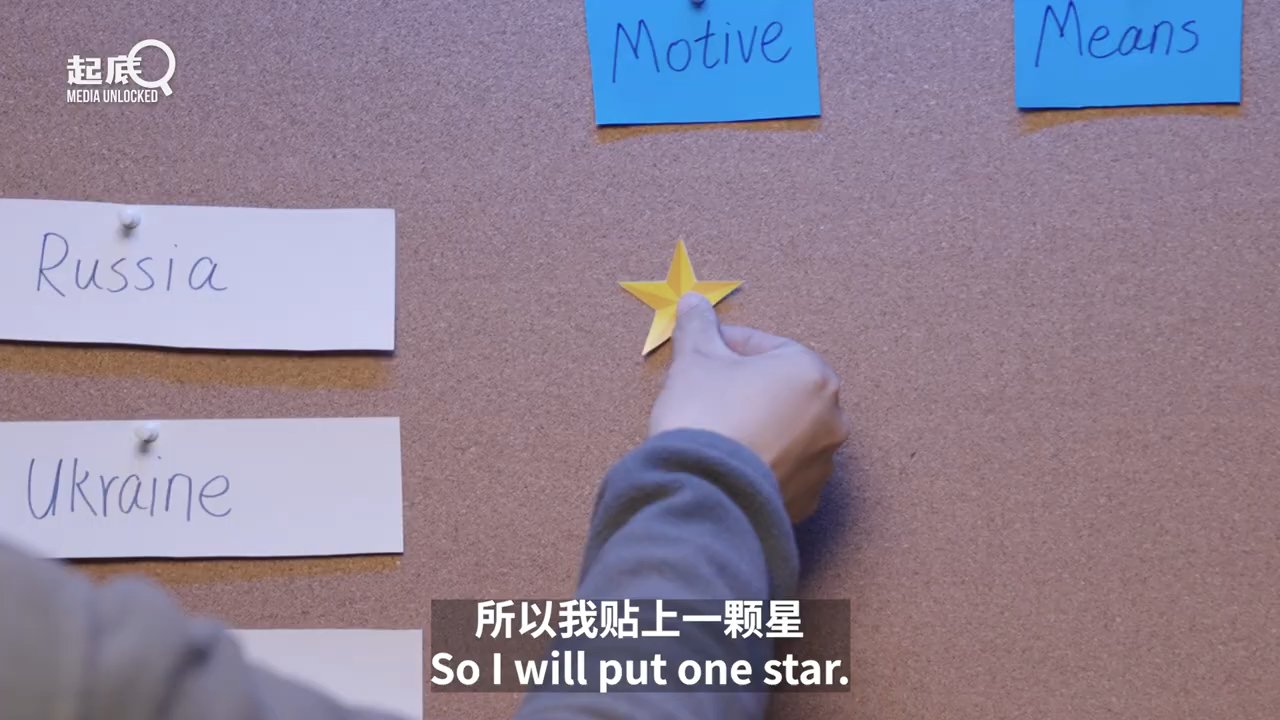 Motive
Means
起底
MEDIA UNLOCKED
Russia
Ukraine
所以我贴上一颗星
So I will put one star.